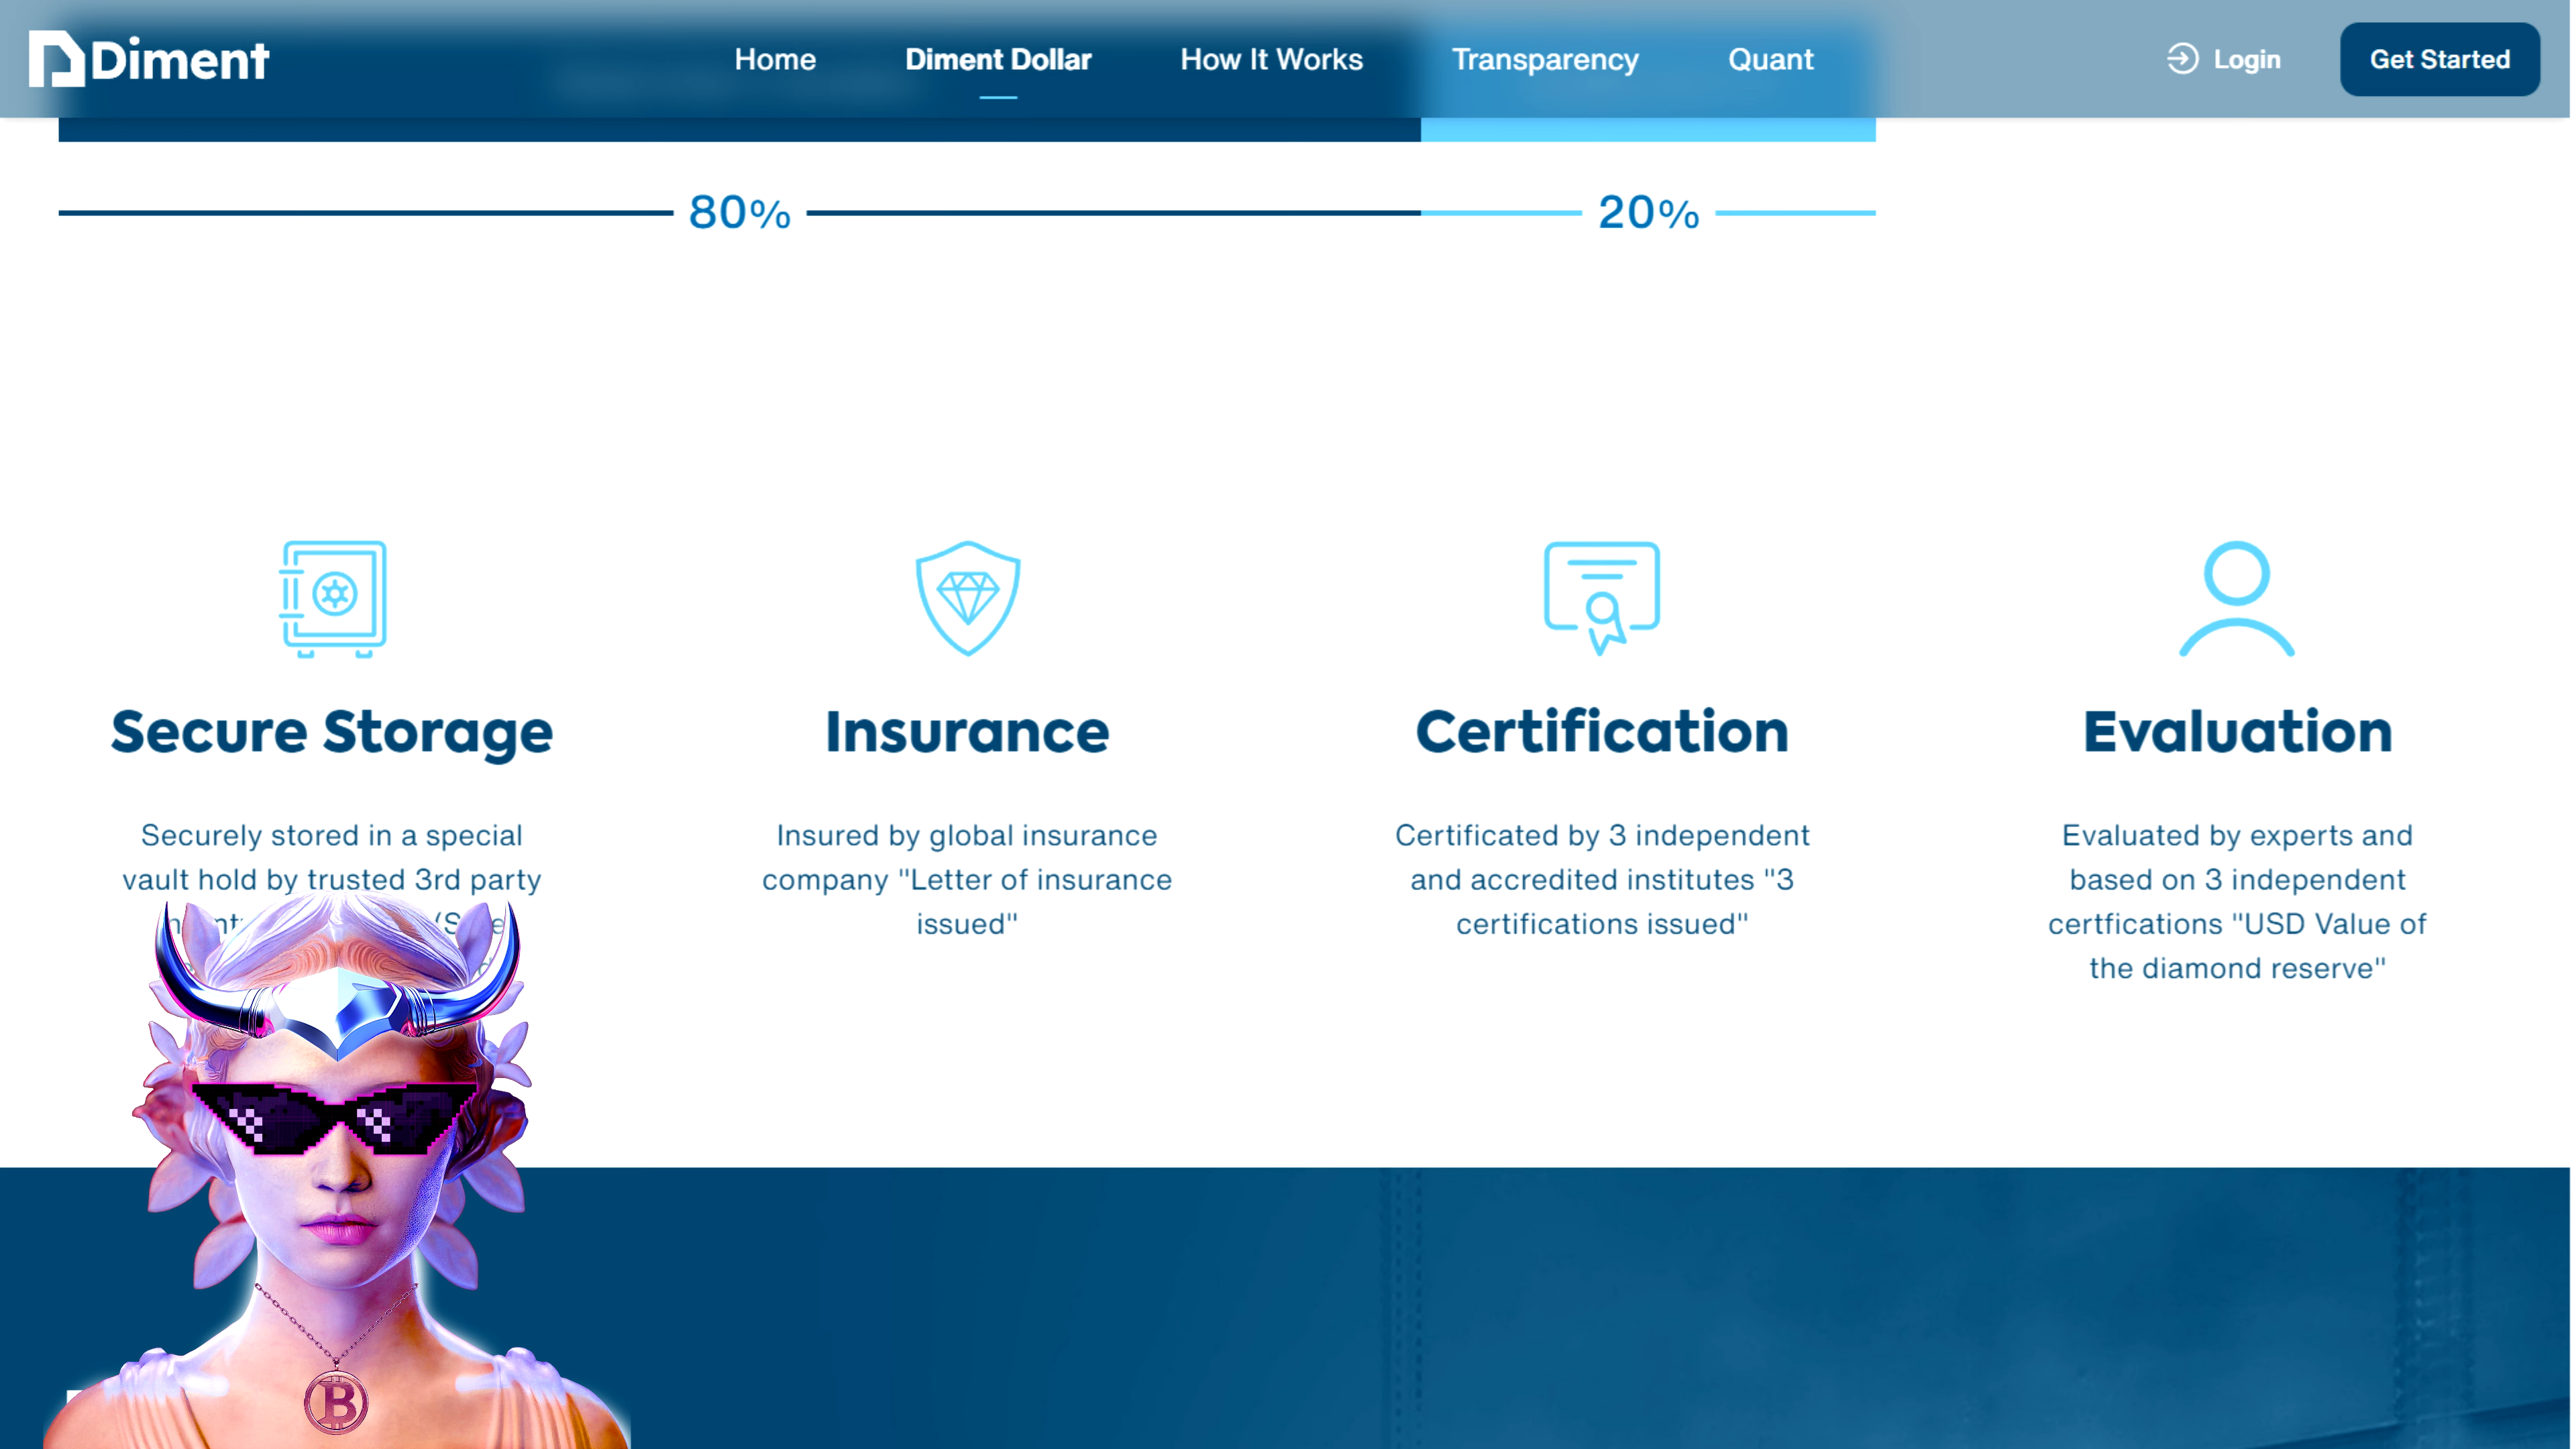 Diment
Home
Diment Dollar
How It Works
Transparency
Quant
Login
Get Started
80%
20%
Secure Storage
Securely stored in a special
vault hold by trusted 3rd party
Insurance
Insured by global insurance
company "Letter of insurance
issued"
Certification
Certificated by 3 independent
and accredited institutes "3
certifications issued"
Evaluation
Evaluated by experts and
based on 3 independent
certfications "USD Value of
the diamond reserve"
B